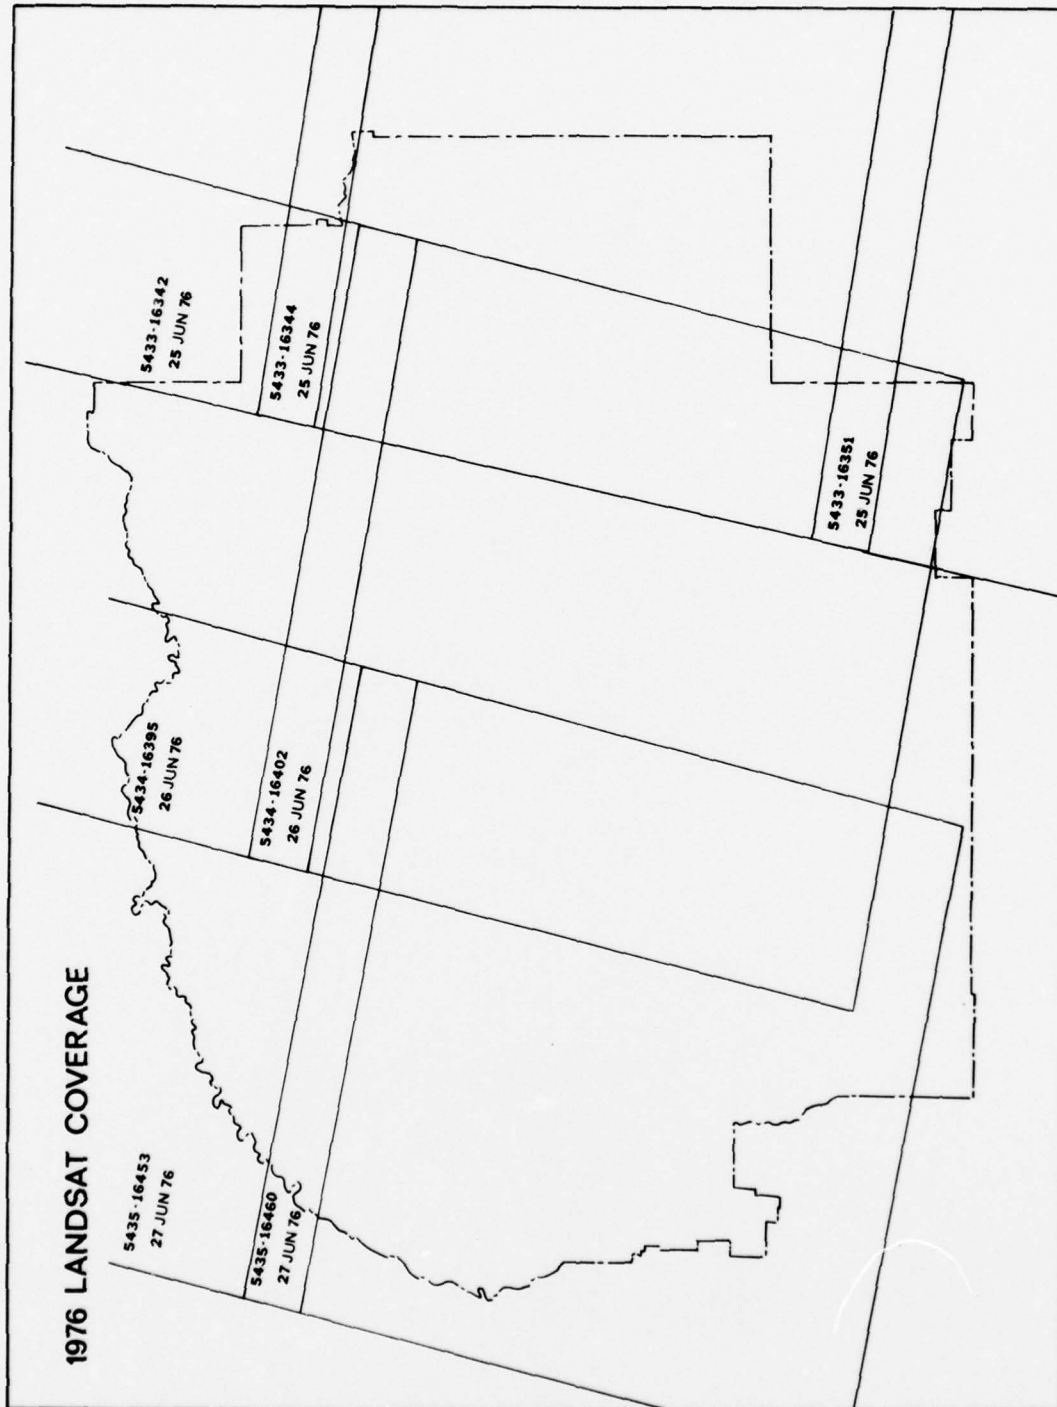 1976 LANDSAT COVERAGE
5435-16453
27 JUN 76
5435-16460
27 JUN 76
5434-16395
26 JUN 76
5434-16402
26 JUN 76
5433-16342
25 JUN 76
5433-16344
25 JUN 76
5433-16351
25 JUN 76